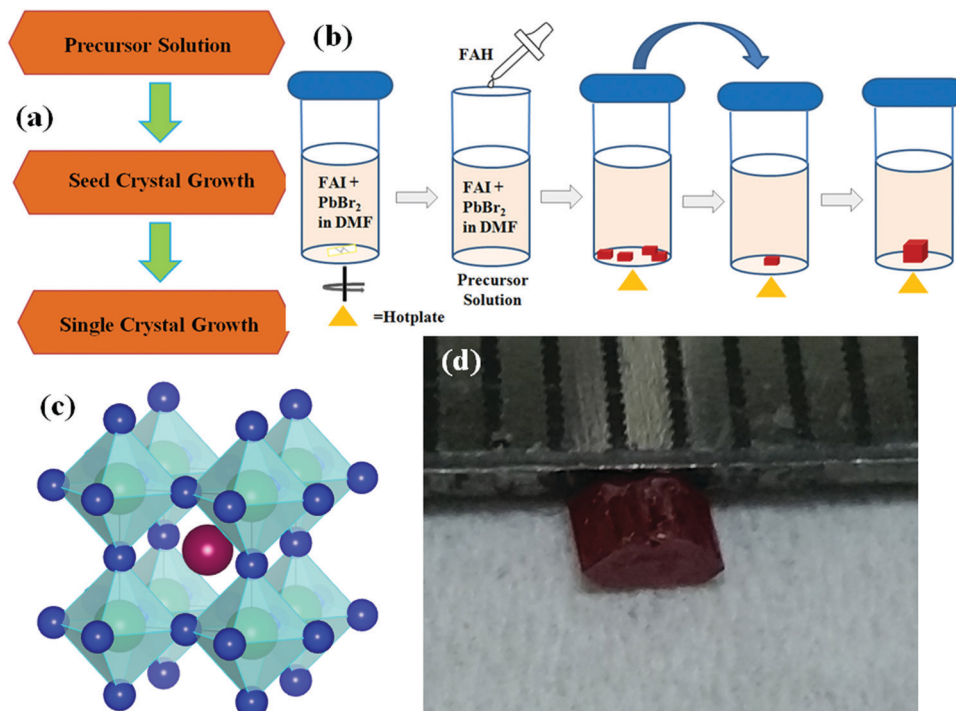 (a)
Precursor Solution
Seed Crystal Growth
Single Crystal Growth
(b)
FAI +
PbBr₂
in DMF
=Hotplate
FAH
FAI +
PbBr₂
in DMF
Precursor
Solution
(c)
(d)